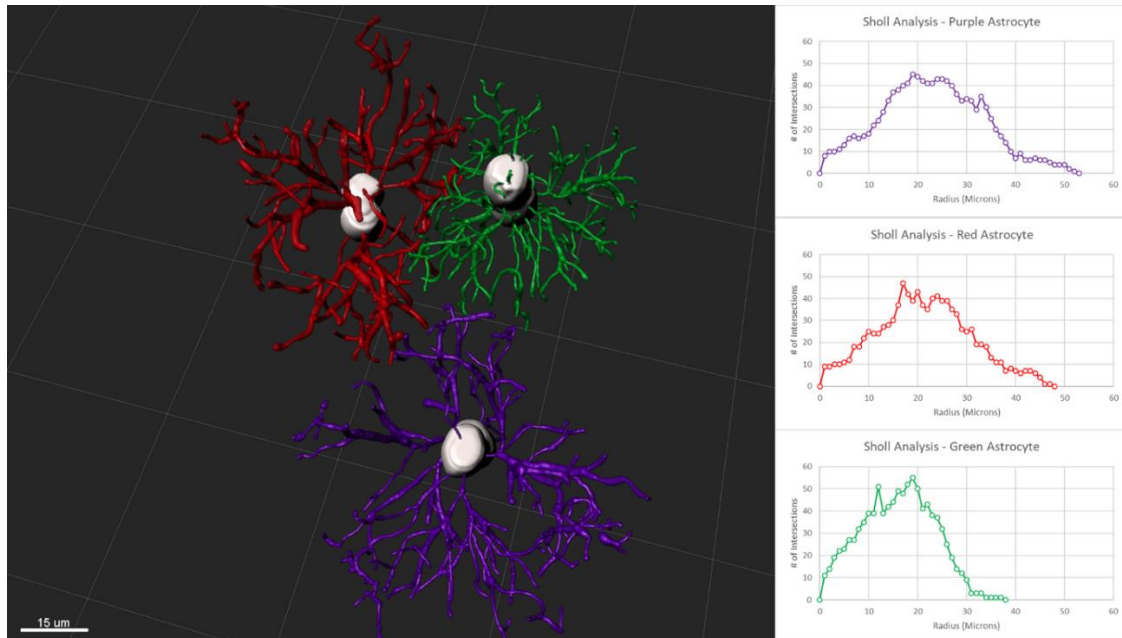 15 um
Sholl Analysis - Purple Astrocyte
# of Intersections
60
50
40
30
20
10
0
0 10 20 30 40 50 60
Radius (Microns)
Sholl Analysis - Red Astrocyte
# of Intersections
60
50
40
30
20
10
0
0 10 20 30 40 50 60
Radius (Microns)
Sholl Analysis - Green Astrocyte
# of Intersections
60
50
40
30
20
10
0
0 10 20 30 40 50 60
Radius (Microns)